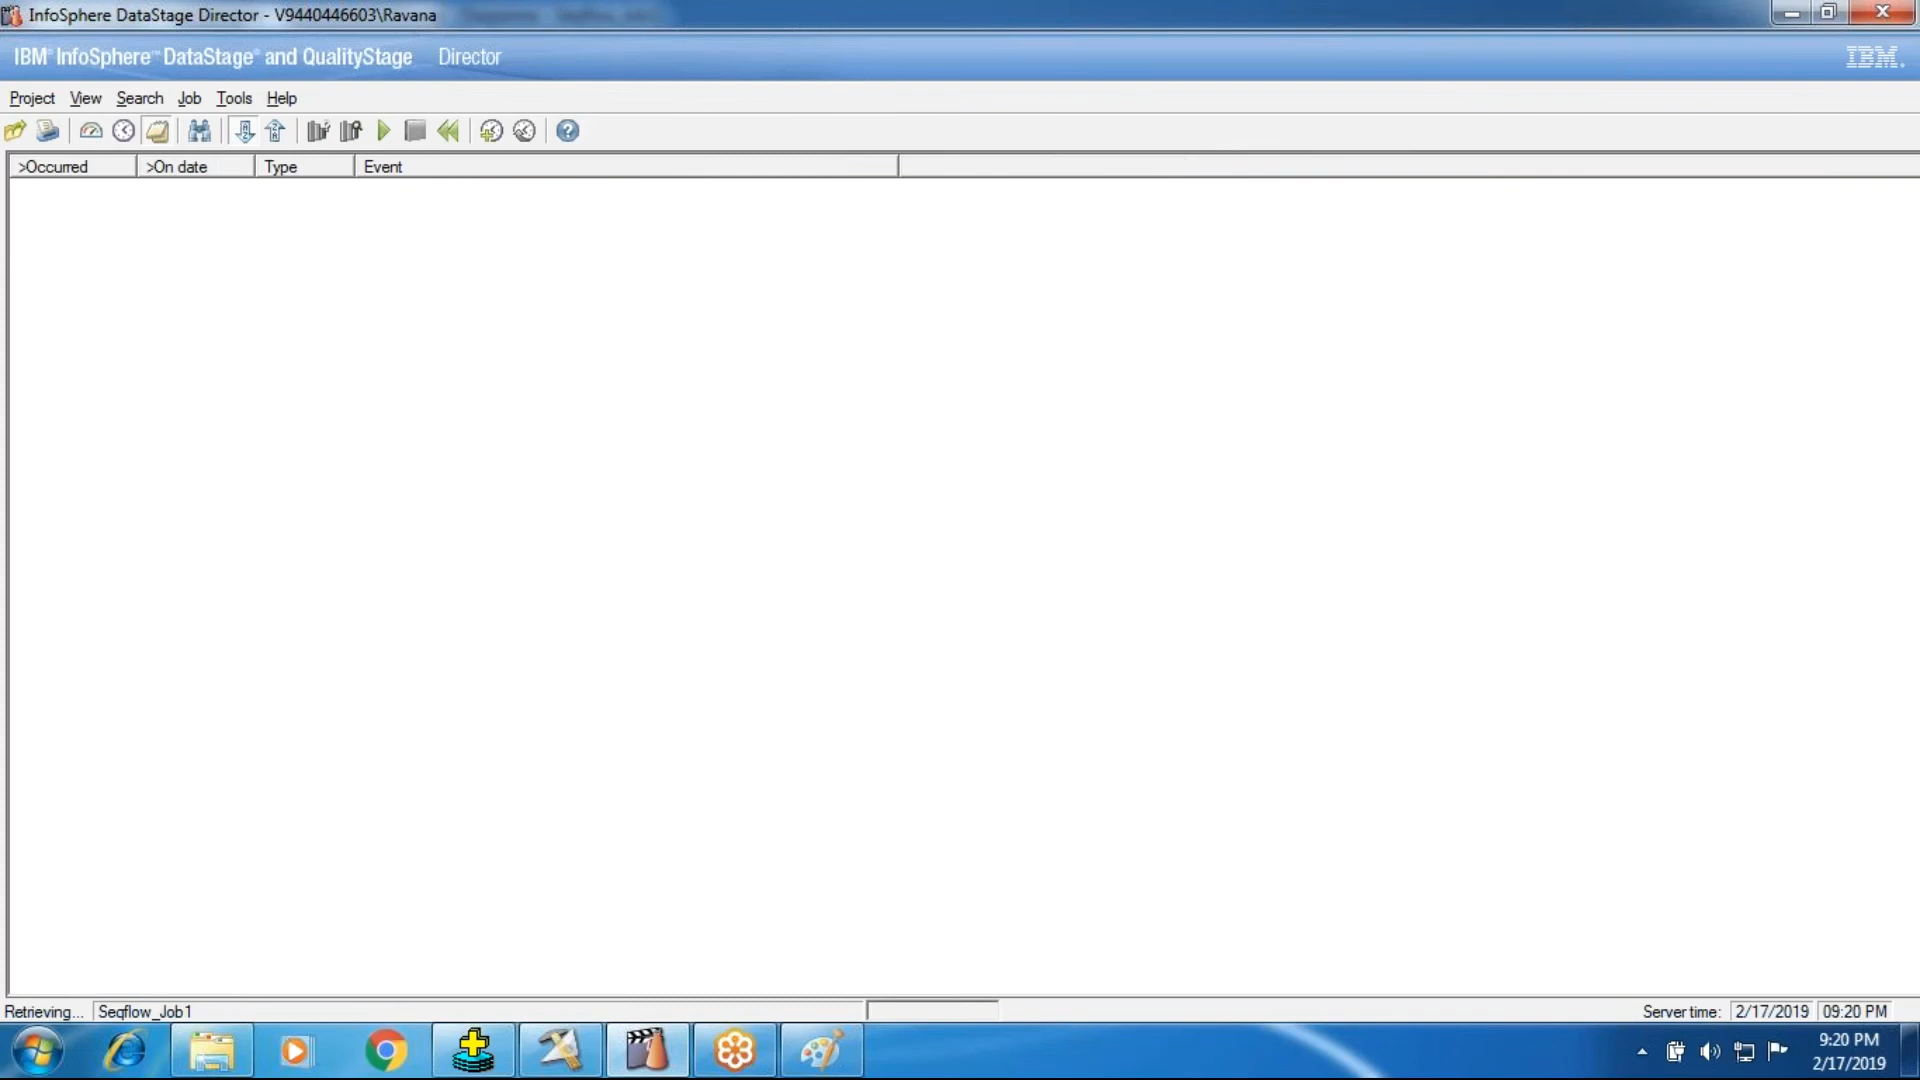 InfoSphere DataStage Director - V9440446603\Ravana
IBM® InfoSphere™ DataStage® and QualityStage Director
IBM.
Project View Search Job Tools Help
>Occurred >On date Type Event
Retrieving... Seqflow_Job1 Server time: 2/17/2019 09:20 PM
9:20 PM
2/17/2019